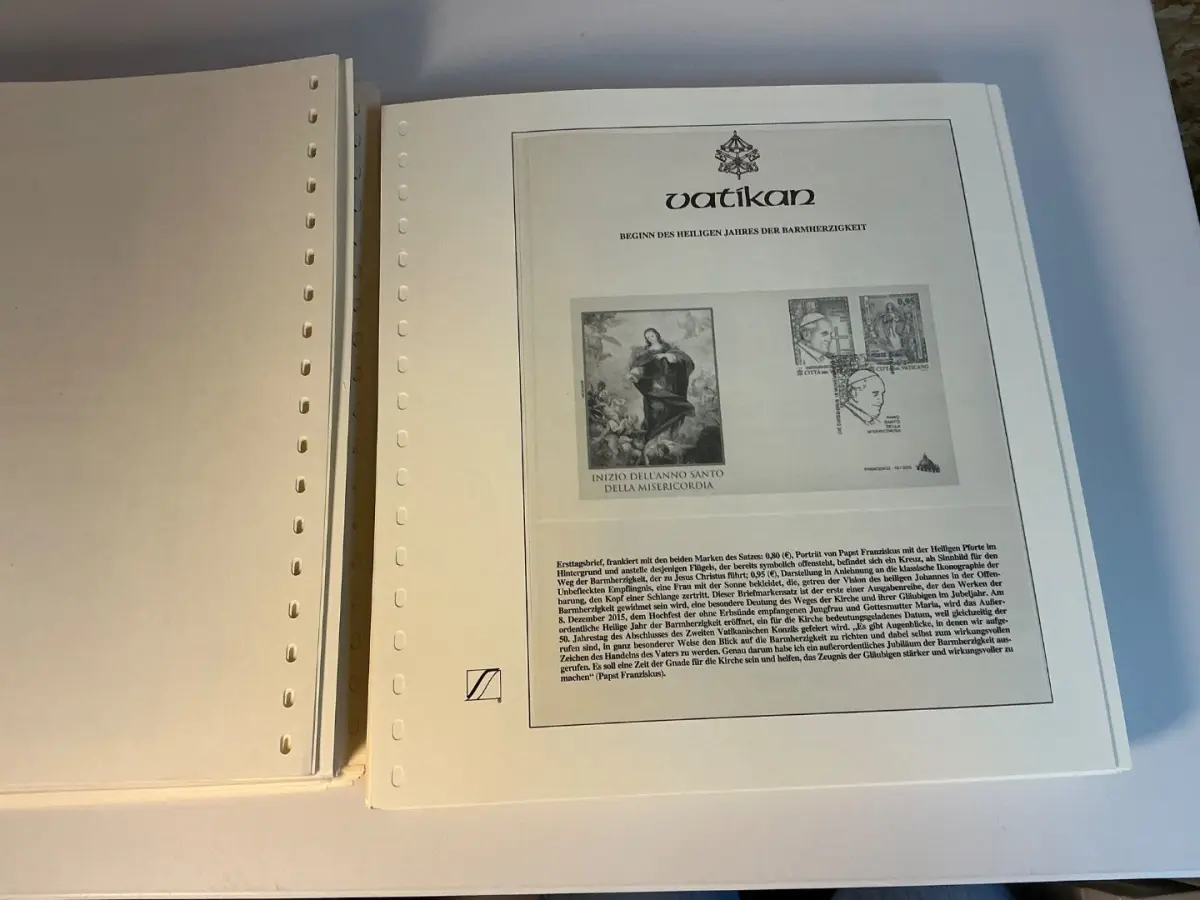 vatikan
BEGINN DES HEILIGEN JAHRES DER BARMHERZIGKEIT
0,95
CITTÀ DEL VATICANO
INIZIO DELL'ANNO SANTO
DELLA MISERICORDIA
ANNO
SANTO
DELLA
MISERICORDIA
Ersttagsbrief, frankiert mit den beiden Marken des Satzes: 0,80 (€), Porträt von Papst Franziskus mit der Heiligen Pforte im
Hintergrund und anstelle desjenigen Flügels, der bereits symbolisch offensteht, befindet sich ein Kreuz, als Sinnbild für den
Weg der Barmherzigkeit, der zu Jesus Christus führt; 0,95 (€), Darstellung in Anlehnung an die klassische Ikonographie der
Unbefleckten Empfängnis, eine Frau mit der Sonne bekleidet, die, getreu der Vision des heiligen Johannes in der Offen-
barung, den Kopf einer Schlange zertritt. Dieser Briefmarkensatz ist der erste einer Ausgabenreihe, der den Werken der
Barmherzigkeit gewidmet sein wird, eine besondere Deutung des Weges der Kirche und ihrer Gläubigen im Jubeljahr. Am
8. Dezember 2015, dem Hochfest der ohne Erbsünde empfangenen Jungfrau und Gottesmutter Maria, wird das Außer-
ordentliche Heilige Jahr der Barmherzigkeit eröffnet, ein für die Kirche bedeutungsgeladenes Datum, weil gleichzeitig der
50. Jahrestag des Abschlusses des Zweiten Vatikanischen Konzils gefeiert wird. „Es gibt Augenblicke, in denen wir aufge-
rufen sind, in ganz besonderer Weise den Blick auf die Barmherzigkeit zu richten und dabei selbst zum wirkungsvollen
Zeichen des Handelns des Vaters zu werden. Genau darum habe ich ein außerordentliches Jubiläum der Barmherzigkeit aus-
gerufen. Es soll eine Zeit der Gnade für die Kirche sein und helfen, das Zeugnis der Gläubigen stärker und wirkungsvoller zu
machen“ (Papst Franziskus).